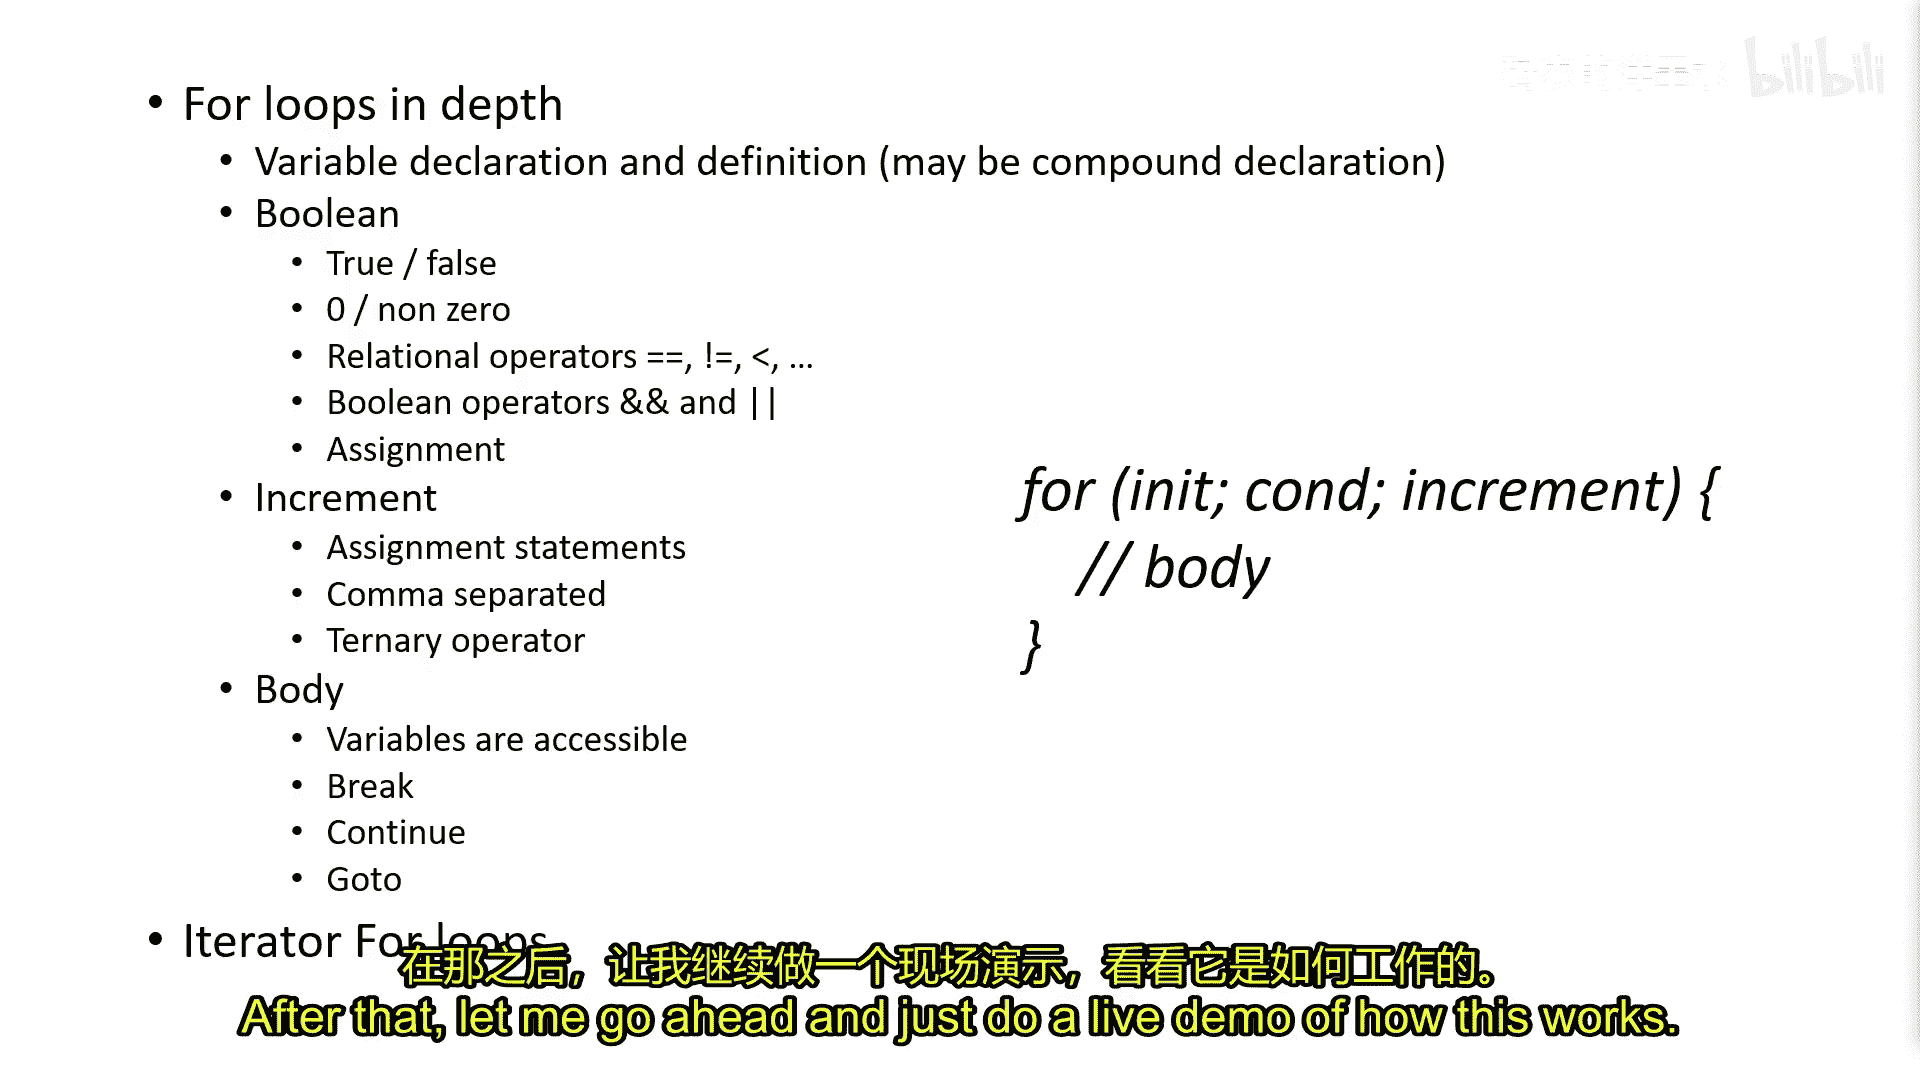 bilibili
• For loops in depth
• Variable declaration and definition (may be compound declaration)
• Boolean
• True / false
• 0 / non zero
• Relational operators ==, !=, <, …
• Boolean operators && and ||
• Assignment
• Increment
• Assignment statements
• Comma separated
• Ternary operator
• Body
• Variables are accessible
• Break
• Continue
• Goto
• Iterator For loops
for (init; cond; increment) {
// body
}
在那之后，让我继续做一个现场演示，看看它是如何工作的。
After that, let me go ahead and just do a live demo of how this works.